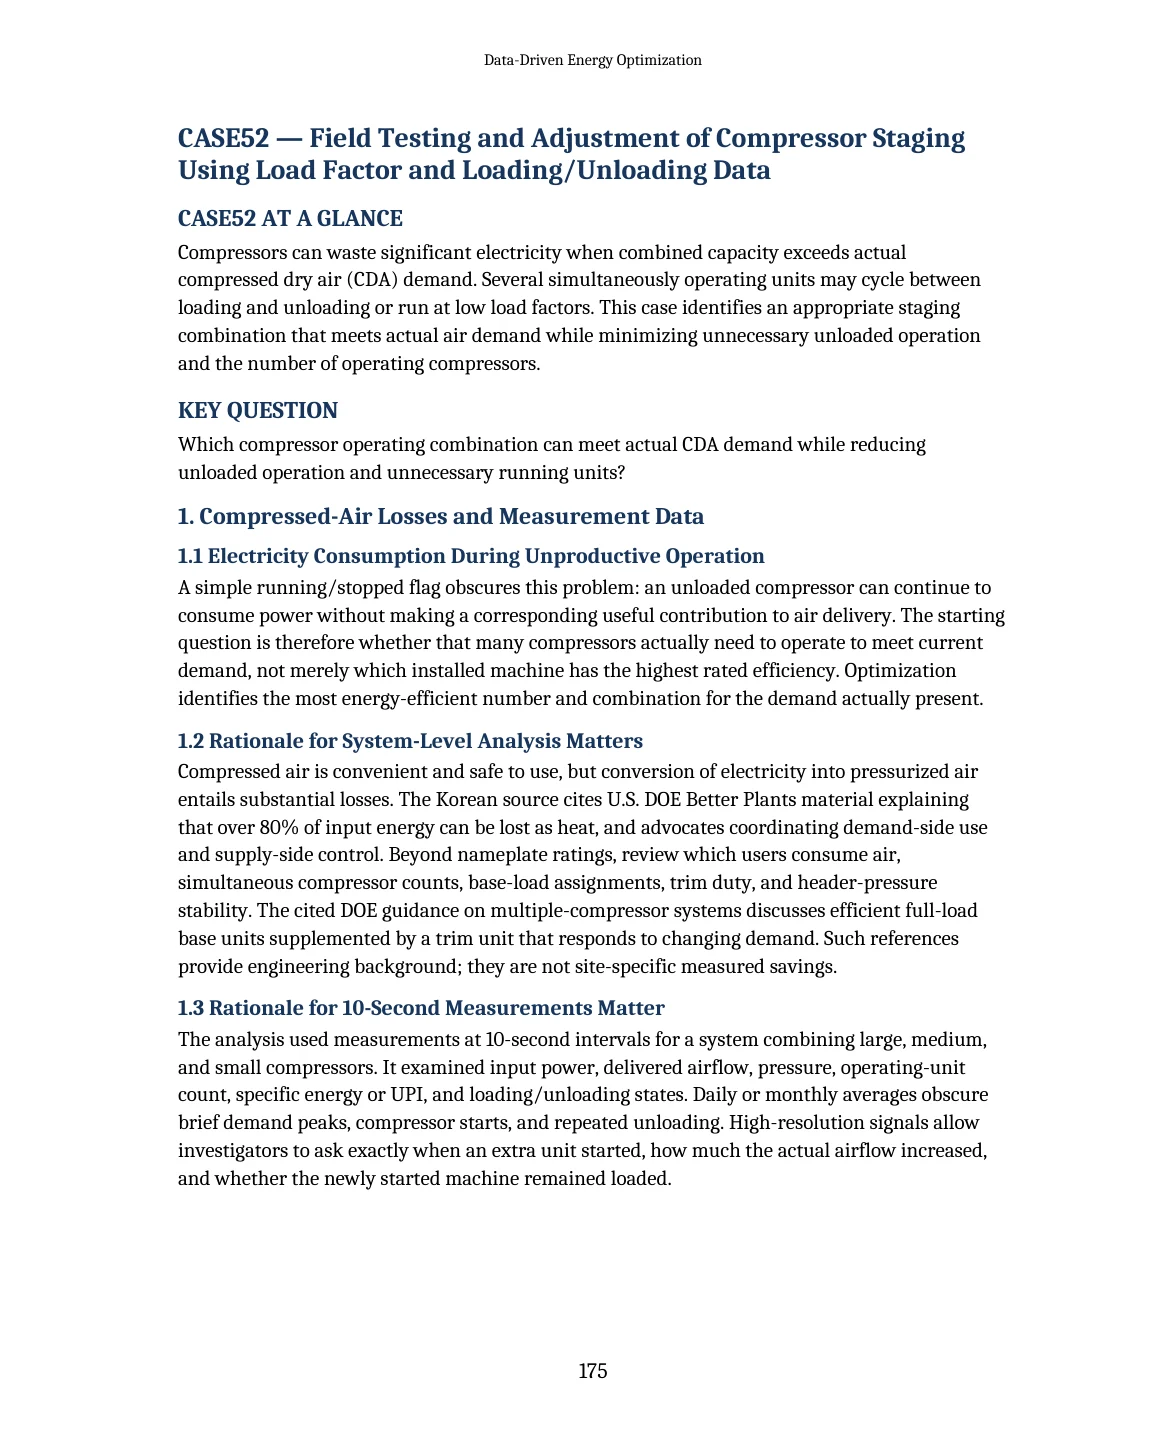 Data-Driven Energy Optimization
CASE52 — Field Testing and Adjustment of Compressor Staging
Using Load Factor and Loading/Unloading Data
CASE52 AT A GLANCE
Compressors can waste significant electricity when combined capacity exceeds actual
compressed dry air (CDA) demand. Several simultaneously operating units may cycle between
loading and unloading or run at low load factors. This case identifies an appropriate staging
combination that meets actual air demand while minimizing unnecessary unloaded operation
and the number of operating compressors.
KEY QUESTION
Which compressor operating combination can meet actual CDA demand while reducing
unloaded operation and unnecessary running units?
1. Compressed-Air Losses and Measurement Data
1.1 Electricity Consumption During Unproductive Operation
A simple running/stopped flag obscures this problem: an unloaded compressor can continue to
consume power without making a corresponding useful contribution to air delivery. The starting
question is therefore whether that many compressors actually need to operate to meet current
demand, not merely which installed machine has the highest rated efficiency. Optimization
identifies the most energy-efficient number and combination for the demand actually present.
1.2 Rationale for System-Level Analysis Matters
Compressed air is convenient and safe to use, but conversion of electricity into pressurized air
entails substantial losses. The Korean source cites U.S. DOE Better Plants material explaining
that over 80% of input energy can be lost as heat, and advocates coordinating demand-side use
and supply-side control. Beyond nameplate ratings, review which users consume air,
simultaneous compressor counts, base-load assignments, trim duty, and header-pressure
stability. The cited DOE guidance on multiple-compressor systems discusses efficient full-load
base units supplemented by a trim unit that responds to changing demand. Such references
provide engineering background; they are not site-specific measured savings.
1.3 Rationale for 10-Second Measurements Matter
The analysis used measurements at 10-second intervals for a system combining large, medium,
and small compressors. It examined input power, delivered airflow, pressure, operating-unit
count, specific energy or UPI, and loading/unloading states. Daily or monthly averages obscure
brief demand peaks, compressor starts, and repeated unloading. High-resolution signals allow
investigators to ask exactly when an extra unit started, how much the actual airflow increased,
and whether the newly started machine remained loaded.
175